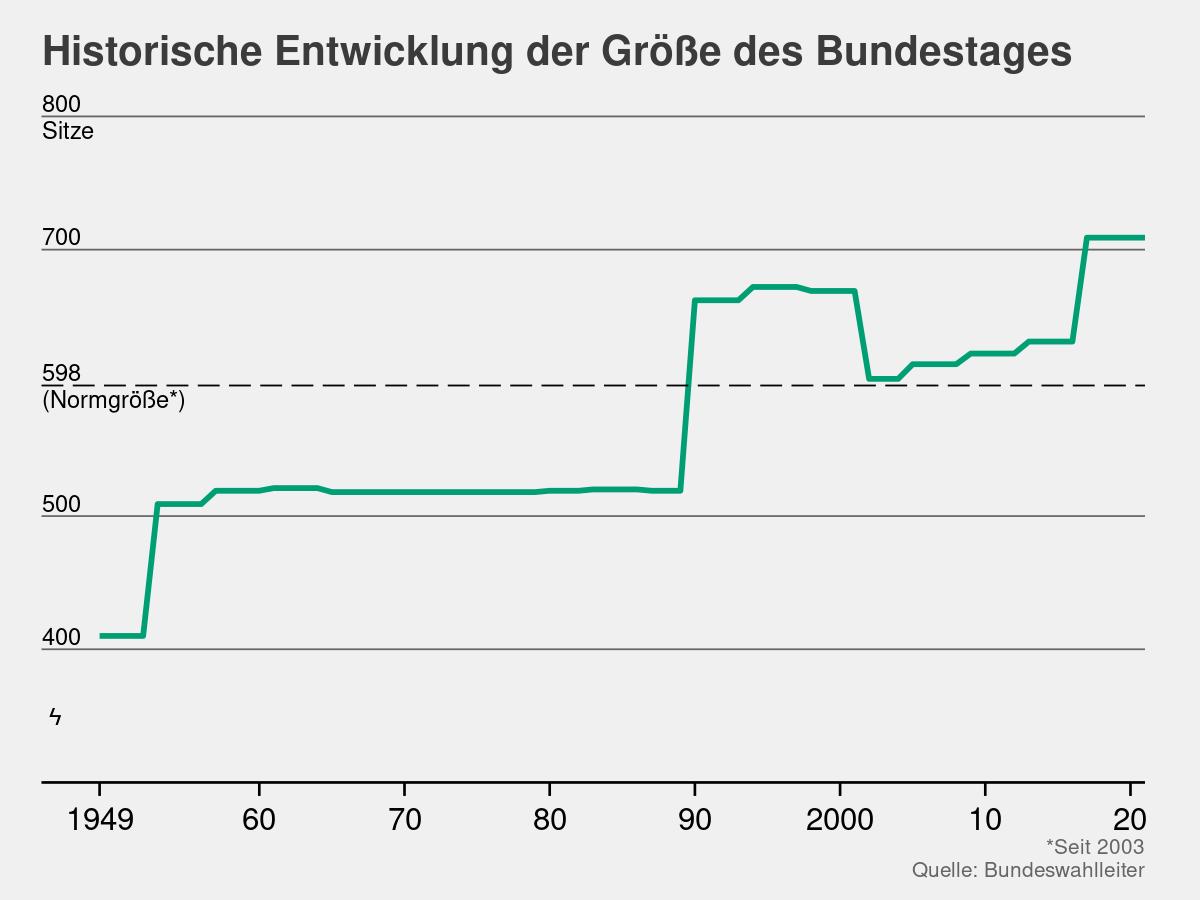 Historische Entwicklung der Größe des Bundestages
800
Sitze
700
598
(Normgröße*)
500
400
1949 60 70 80 90 2000 10 20
*Seit 2003
Quelle: Bundeswahlleiter